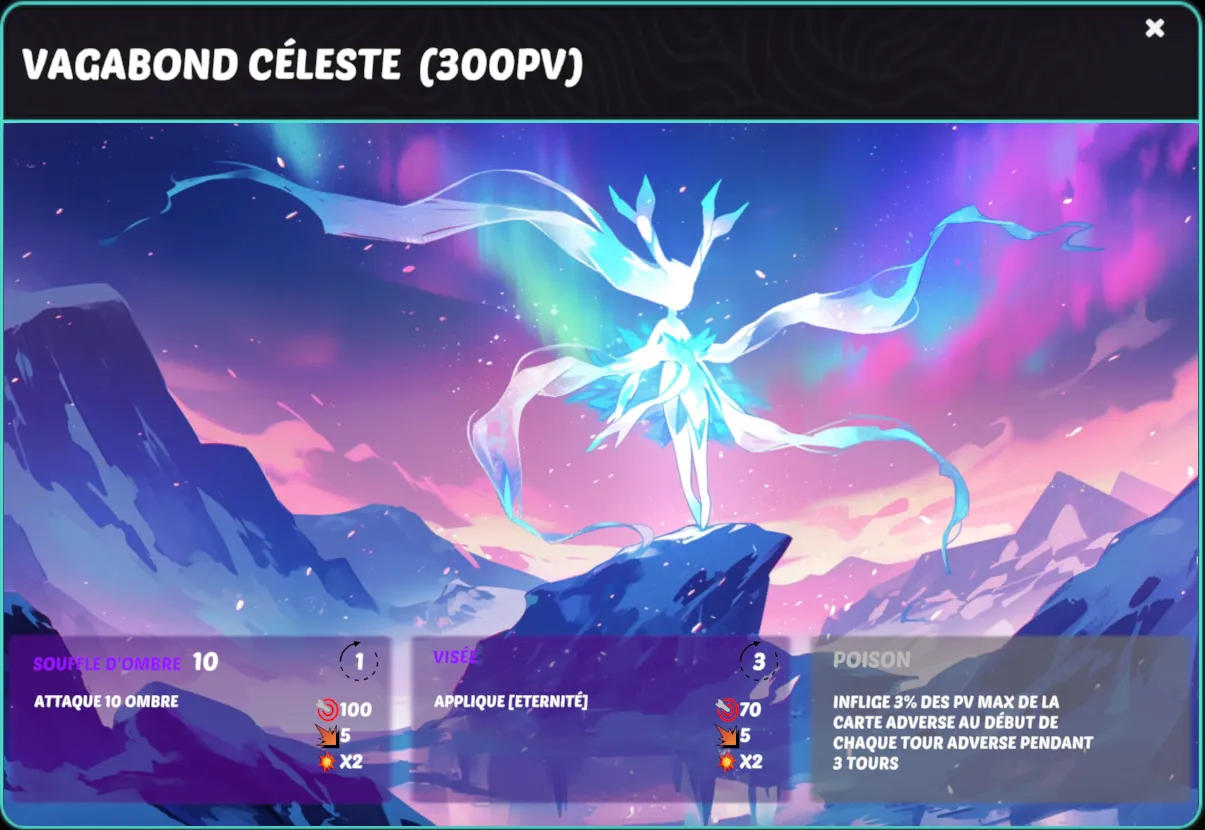 VAGABOND CÉLESTE (300PV)
SOUFFLE D'OMBRE 10
1
ATTAQUE 10 OMBRE
100
5
X2
VISÉE
3
APPLIQUE [ETERNITÉ]
70
5
X2
POISON
INFLIGE 3% DES PV MAX DE LA
CARTE ADVERSE AU DÉBUT DE
CHAQUE TOUR ADVERSE PENDANT
3 TOURS